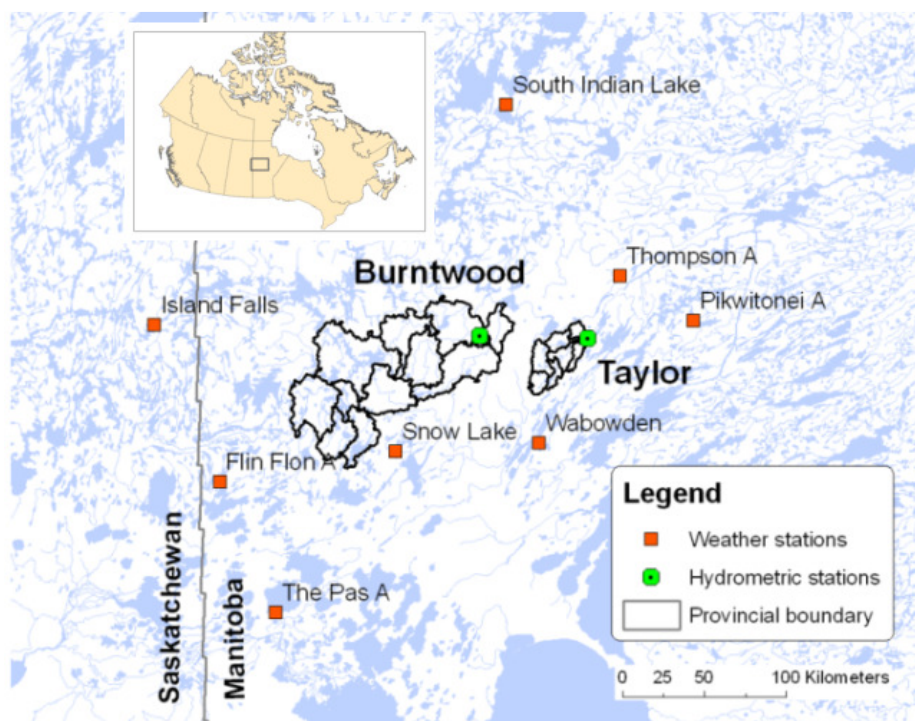 South Indian Lake
Thompson A
Burntwood
Island Falls
Pikwitonei A
Taylor
Snow Lake
Wabowden
Flin Flon A
Saskatchewan
Manitoba
The Pas A
Legend
Weather stations
Hydrometric stations
Provincial boundary
0 25 50 100 Kilometers